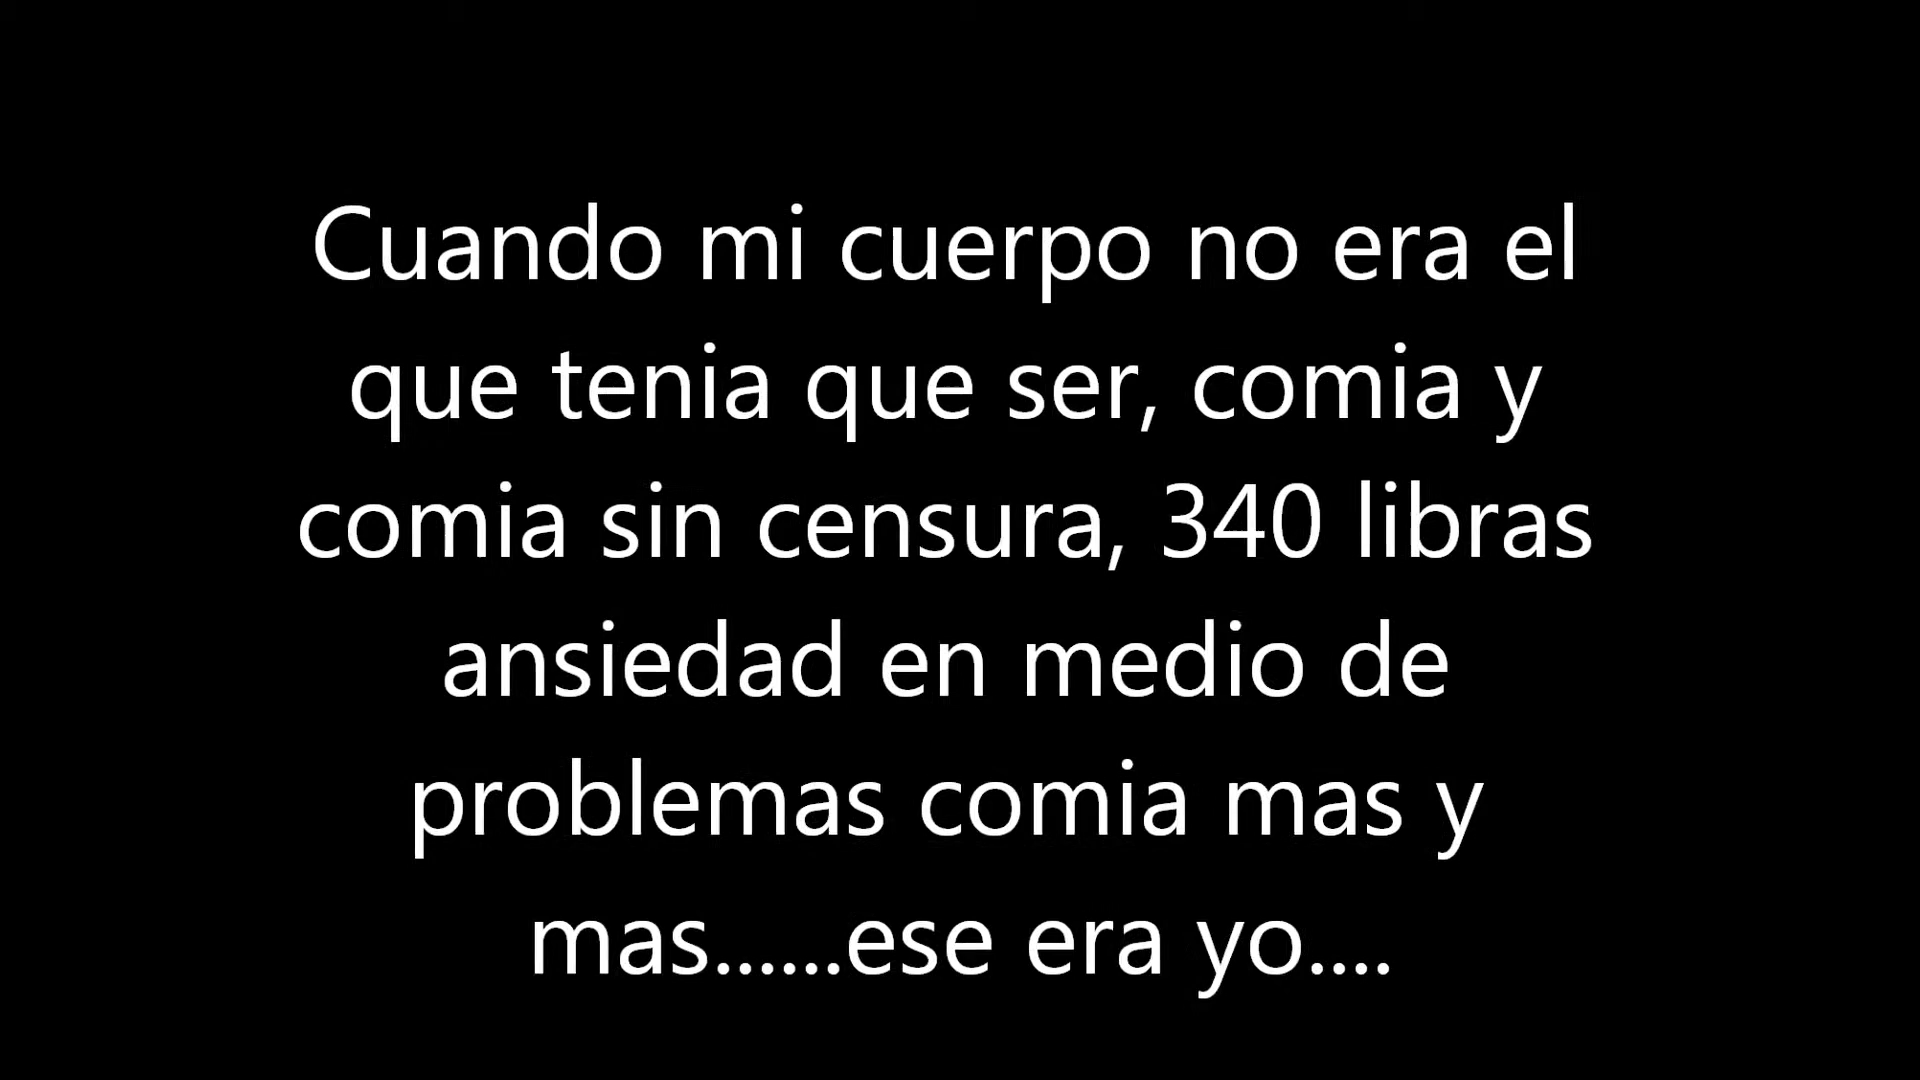 Cuando mi cuerpo no era el
que tenia que ser, comia y
comia sin censura, 340 libras
ansiedad en medio de
problemas comia mas y
mas......ese era yo....